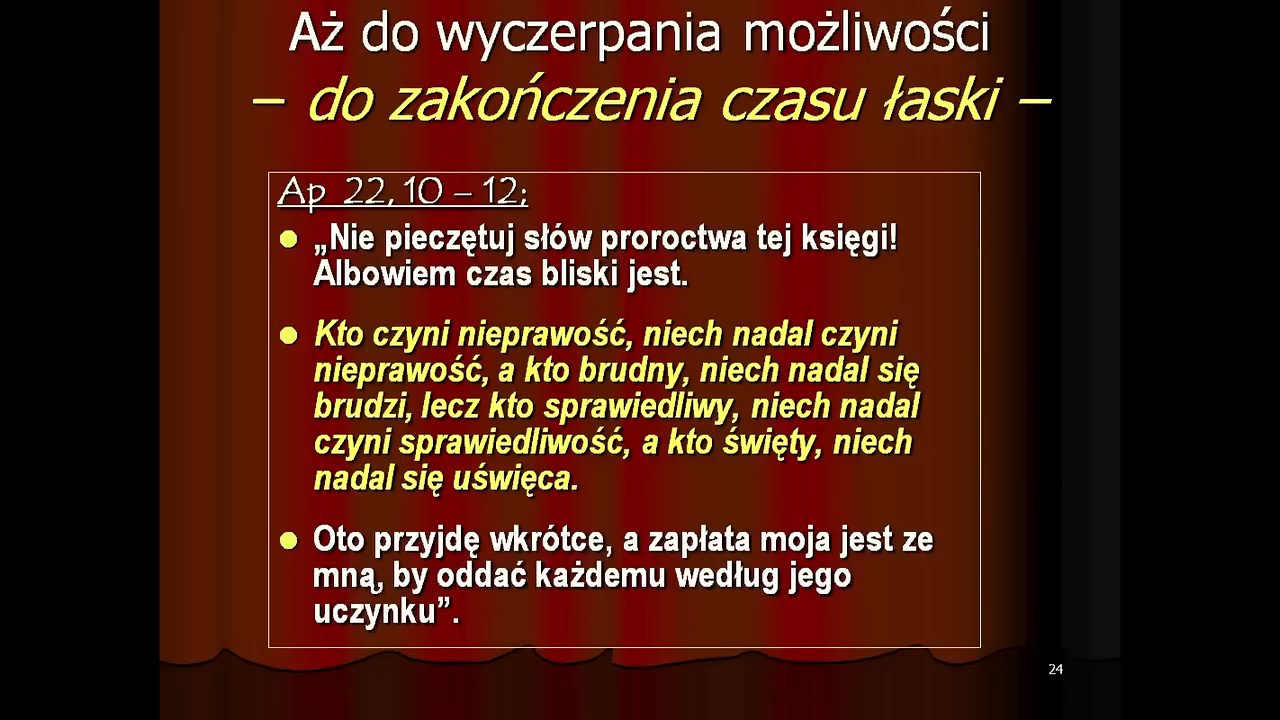 Aż do wyczerpania możliwości
– do zakończenia czasu łaski –
Ap 22, 10 – 12;
„Nie pieczętuj słów proroctwa tej księgi!
Albowiem czas bliski jest.
Kto czyni nieprawość, niech nadal czyni
nieprawość, a kto brudny, niech nadal się
brudzi, lecz kto sprawiedliwy, niech nadal
czyni sprawiedliwość, a kto święty, niech
nadal się uświęca.
Oto przyjdę wkrótce, a zapłata moja jest ze
mną, by oddać każdemu według jego
uczynku”.
24